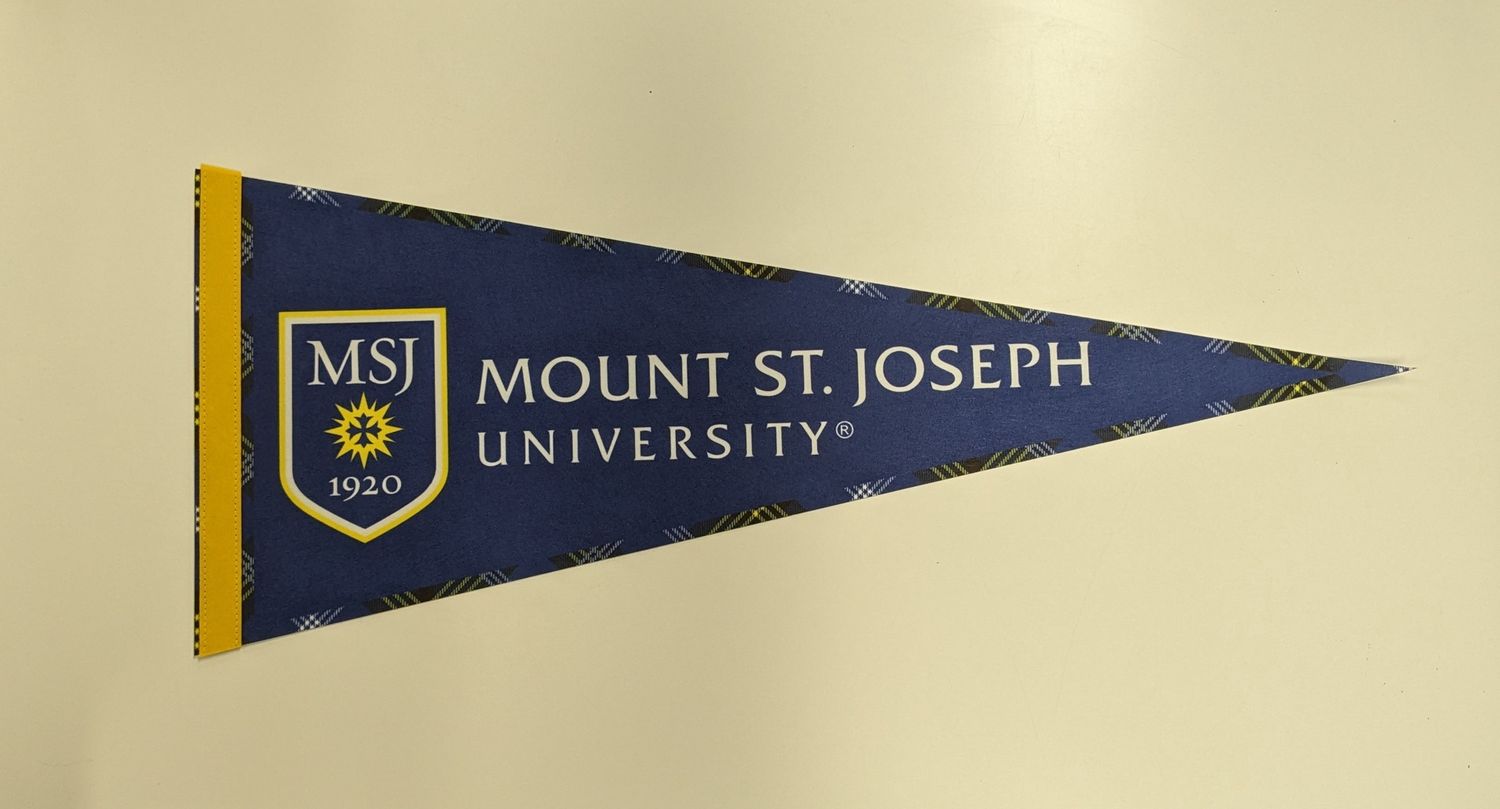 MSJ
1920
MOUNT ST. JOSEPH
UNIVERSITY®